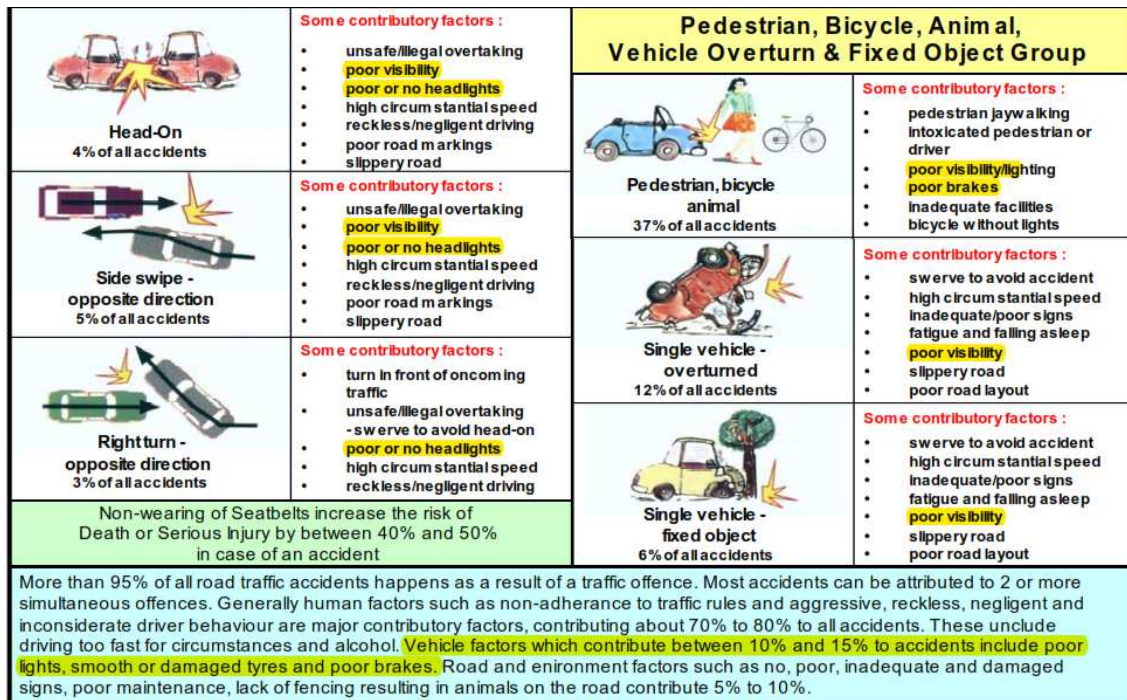 Some contributory factors :
• unsafe/illegal overtaking
• poor visibility
• poor or no headlights
• high circum stantial speed
• reckless/negligent driving
• poor road markings
• slippery road
Head-On
4% of all accidents
Some contributory factors :
• unsafe/illegal overtaking
• poor visibility
• poor or no headlights
• high circum stantial speed
• reckless/negligent driving
• poor road markings
• slippery road
Side swipe -
opposite direction
5% of all accidents
Some contributory factors :
• turn in front of oncoming
traffic
• unsafe/illegal overtaking
- swerve to avoid head-on
• poor or no headlights
• high circum stantial speed
• reckless/negligent driving
Right turn -
opposite direction
3% of all accidents
Non-wearing of Seatbelts increase the risk of
Death or Serious Injury by between 40% and 50%
in case of an accident
Pedestrian, Bicycle, Animal,
Vehicle Overturn & Fixed Object Group
Some contributory factors :
• pedestrian jaywalking
• intoxicated pedestrian or
driver
• poor visibility/lighting
• poor brakes
• inadequate facilities
• bicycle without lights
Pedestrian, bicycle
animal
37% of all accidents
Some contributory factors :
• swerve to avoid accident
• high circum stantial speed
• inadequate/poor signs
• fatigue and falling asleep
• poor visibility
• slippery road
• poor road layout
Single vehicle -
overturned
12% of all accidents
Some contributory factors :
• swerve to avoid accident
• high circum stantial speed
• inadequate/poor signs
• fatigue and falling asleep
• poor visibility
• slippery road
• poor road layout
Single vehicle -
fixed object
6% of all accidents
More than 95% of all road traffic accidents happens as a result of a traffic offence. Most accidents can be attributed to 2 or more
simultaneous offences. Generally human factors such as non-adherance to traffic rules and aggressive, reckless, negligent and
inconsiderate driver behaviour are major contributory factors, contributing about 70% to 80% to all accidents. These unclude
driving too fast for circumstances and alcohol. Vehicle factors which contribute between 10% and 15% to accidents include poor
lights, smooth or damaged tyres and poor brakes. Road and enironment factors such as no, poor, inadequate and damaged
signs, poor maintenance, lack of fencing resulting in animals on the road contribute 5% to 10%.